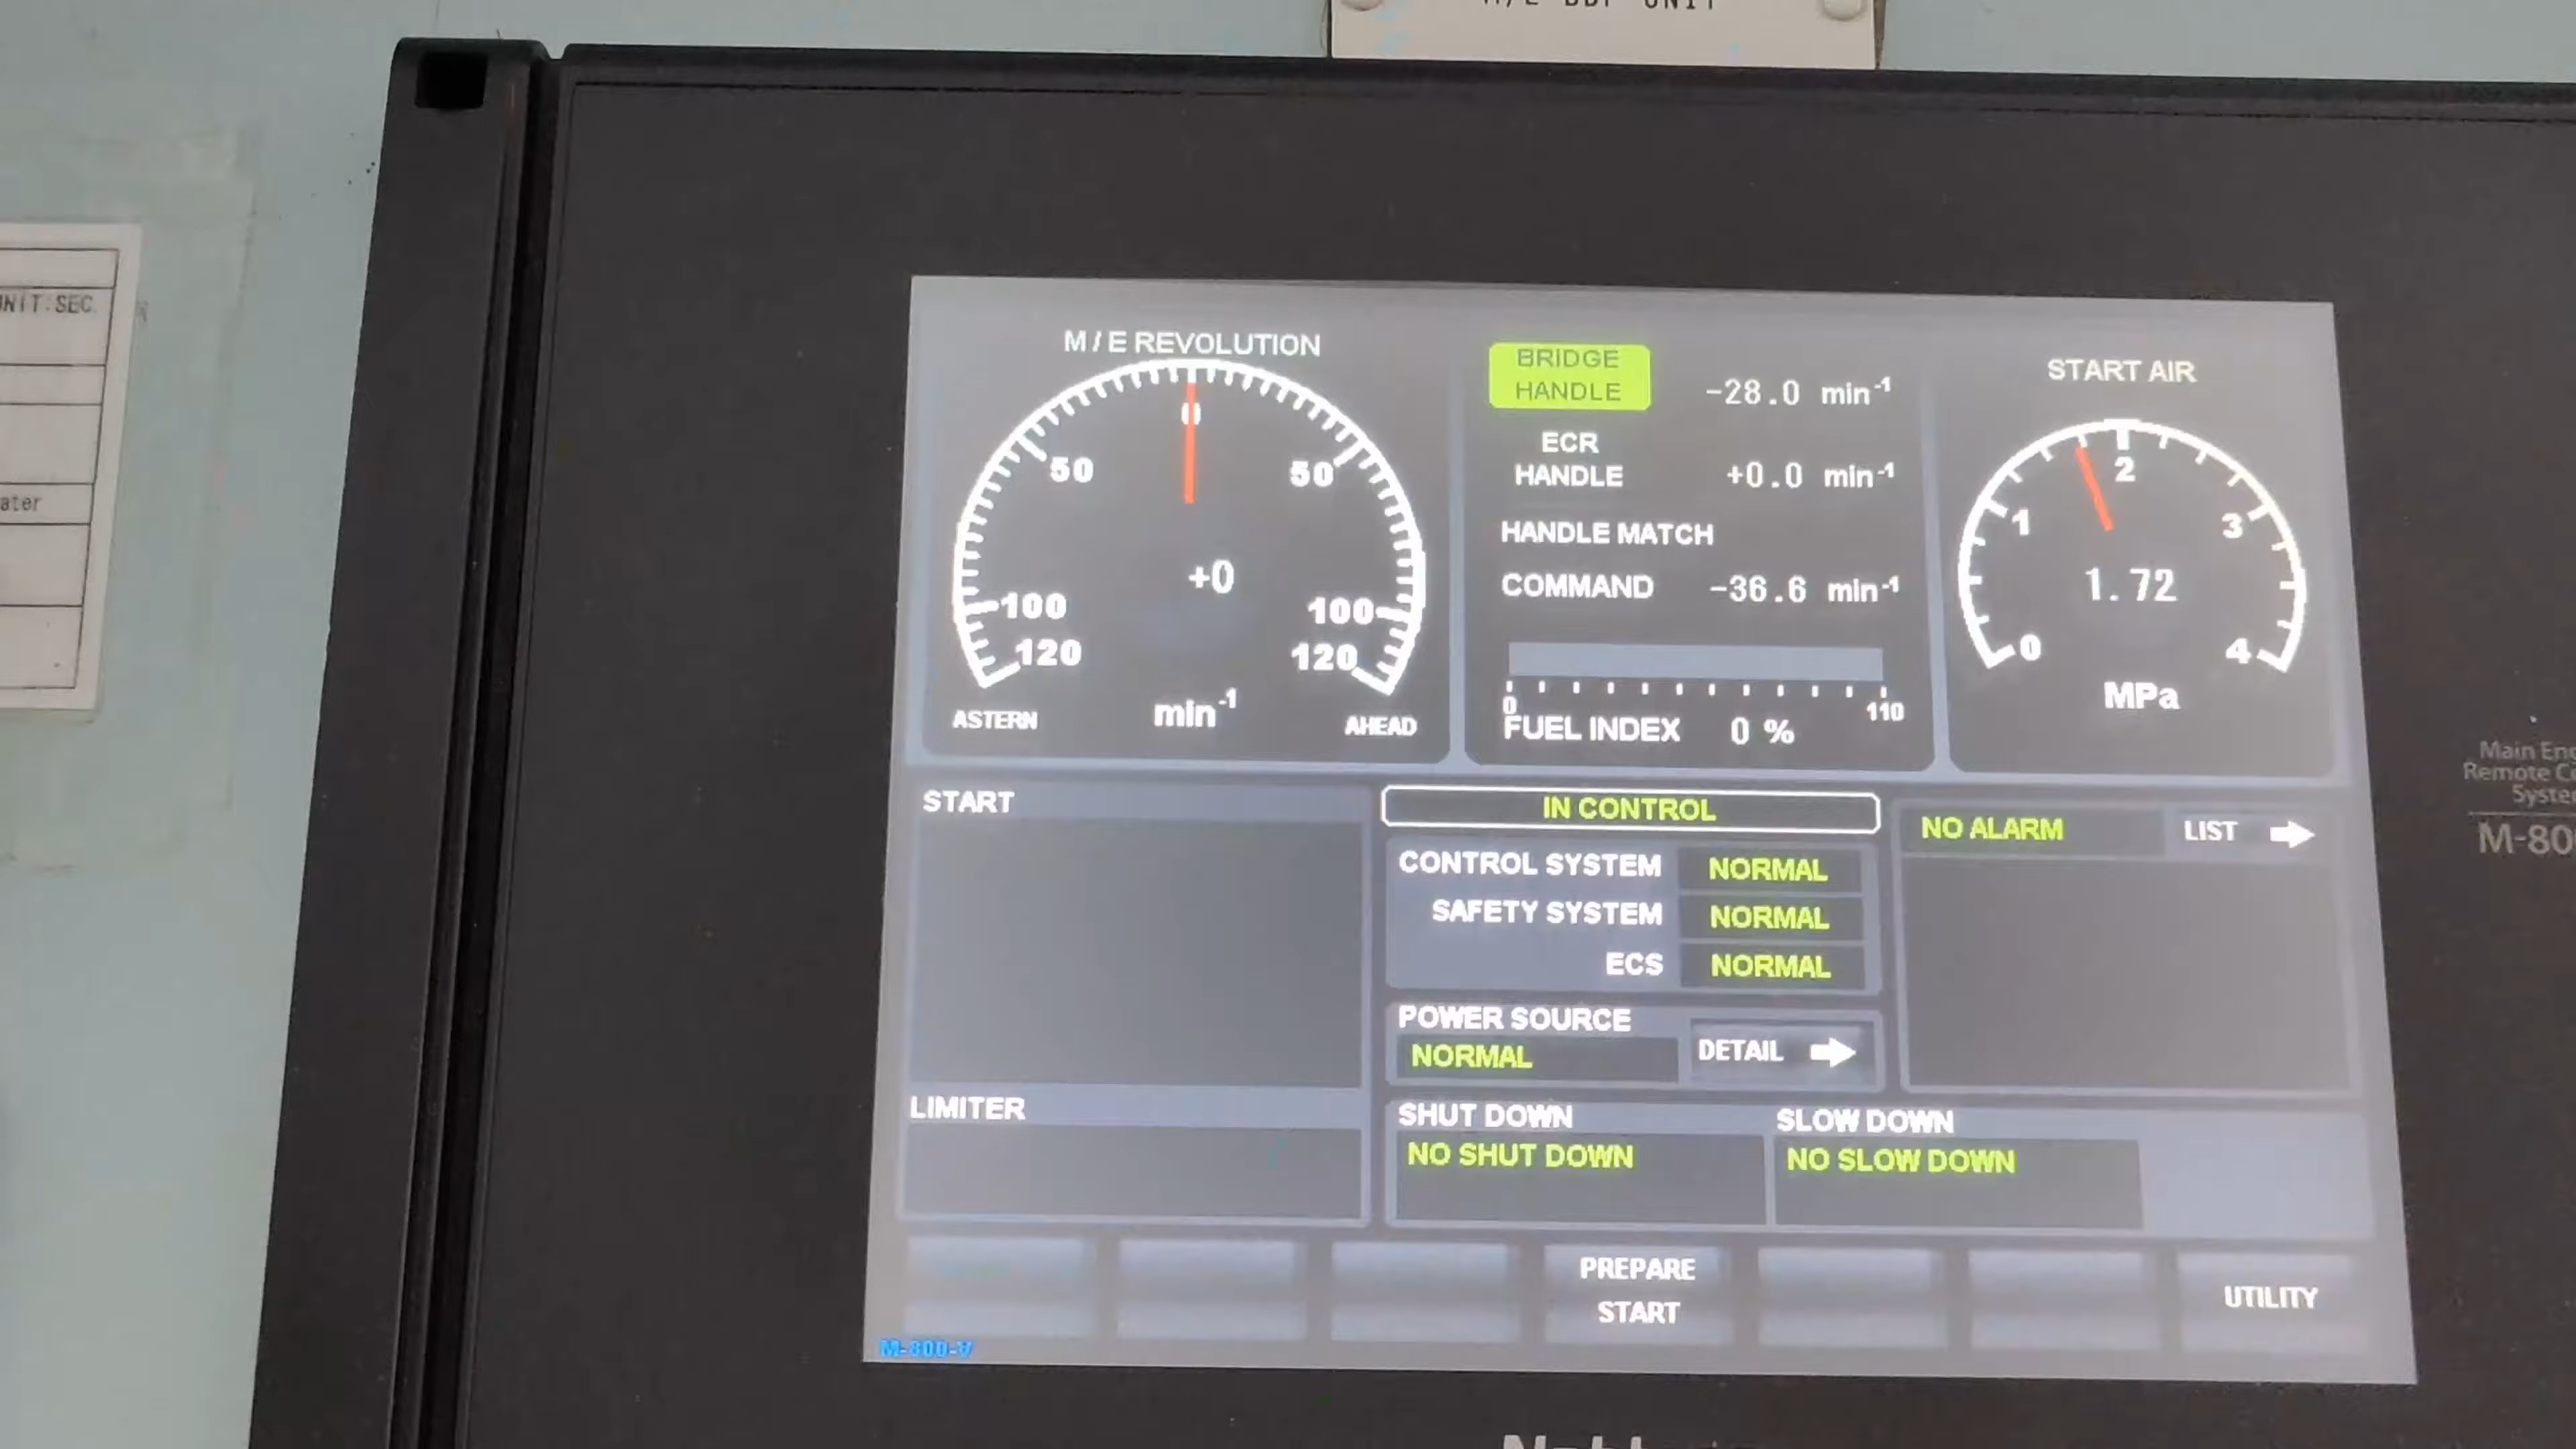 UNIT
UNIT:SEC
M / E REVOLUTION
0
50
50
100
100
120
120
+0
min-1
ASTERN
AHEAD
BRIDGE
HANDLE
-28.0 min-1
ECR
HANDLE
+0.0 min-1
HANDLE MATCH
COMMAND -36.6 min-1
0
110
FUEL INDEX 0 %
START AIR
2
1
3
1.72
0
4
MPa
START
IN CONTROL
CONTROL SYSTEM NORMAL
SAFETY SYSTEM NORMAL
ECS NORMAL
POWER SOURCE
NORMAL
DETAIL
NO ALARM
LIST
LIMITER
SHUT DOWN
NO SHUT DOWN
SLOW DOWN
NO SLOW DOWN
PREPARE
START
UTILITY
M-800-V
Main
Remote
M-80